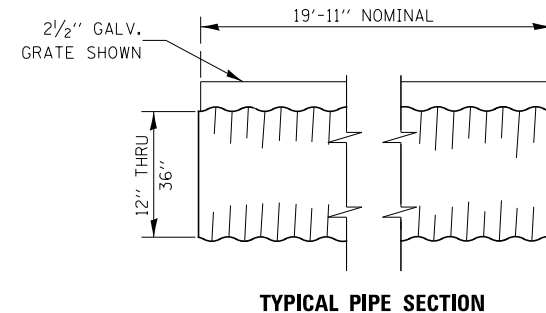 19'-11" NOMINAL
2½" GALV.
GRATE SHOWN
12" THRU
36"
TYPICAL PIPE SECTION